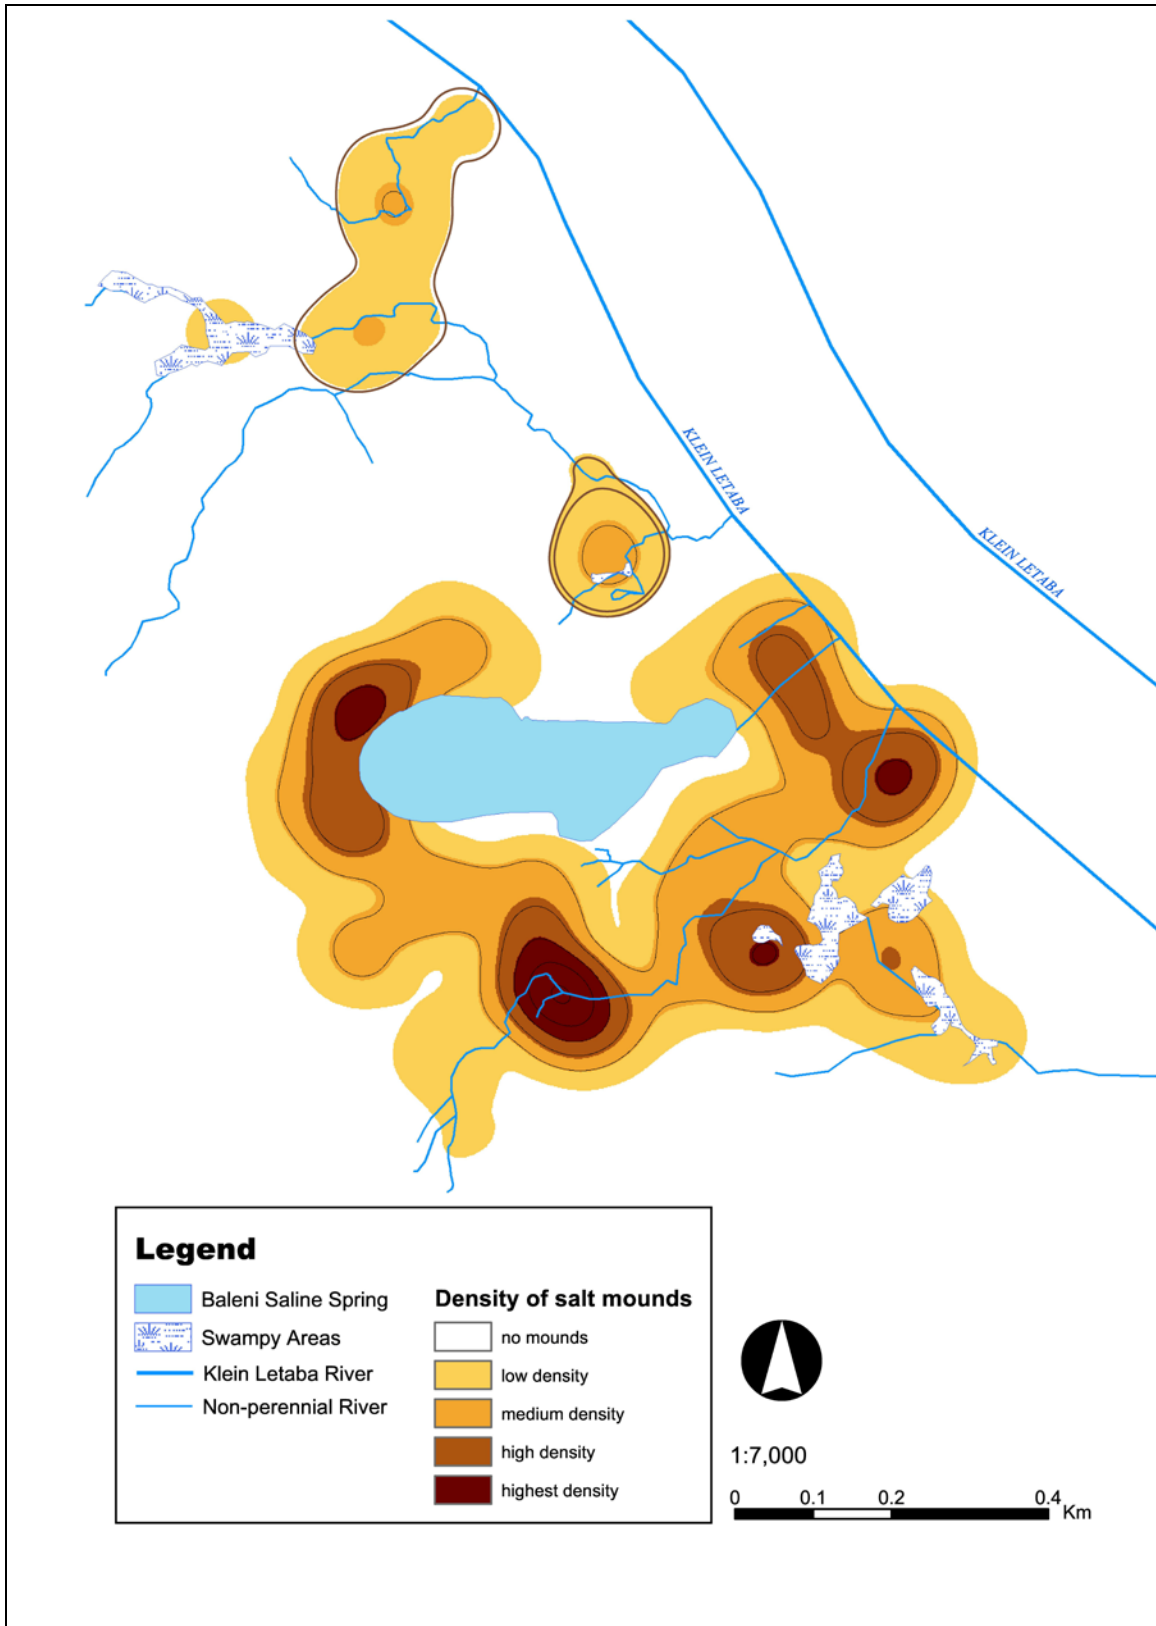 KLEIN LETABA
KLEIN LETABA
Legend
Baleni Saline Spring
Swampy Areas
Klein Letaba River
Non-perennial River
Density of salt mounds
no mounds
low density
medium density
high density
highest density
1:7,000
0 0.1 0.2 0.4 Km